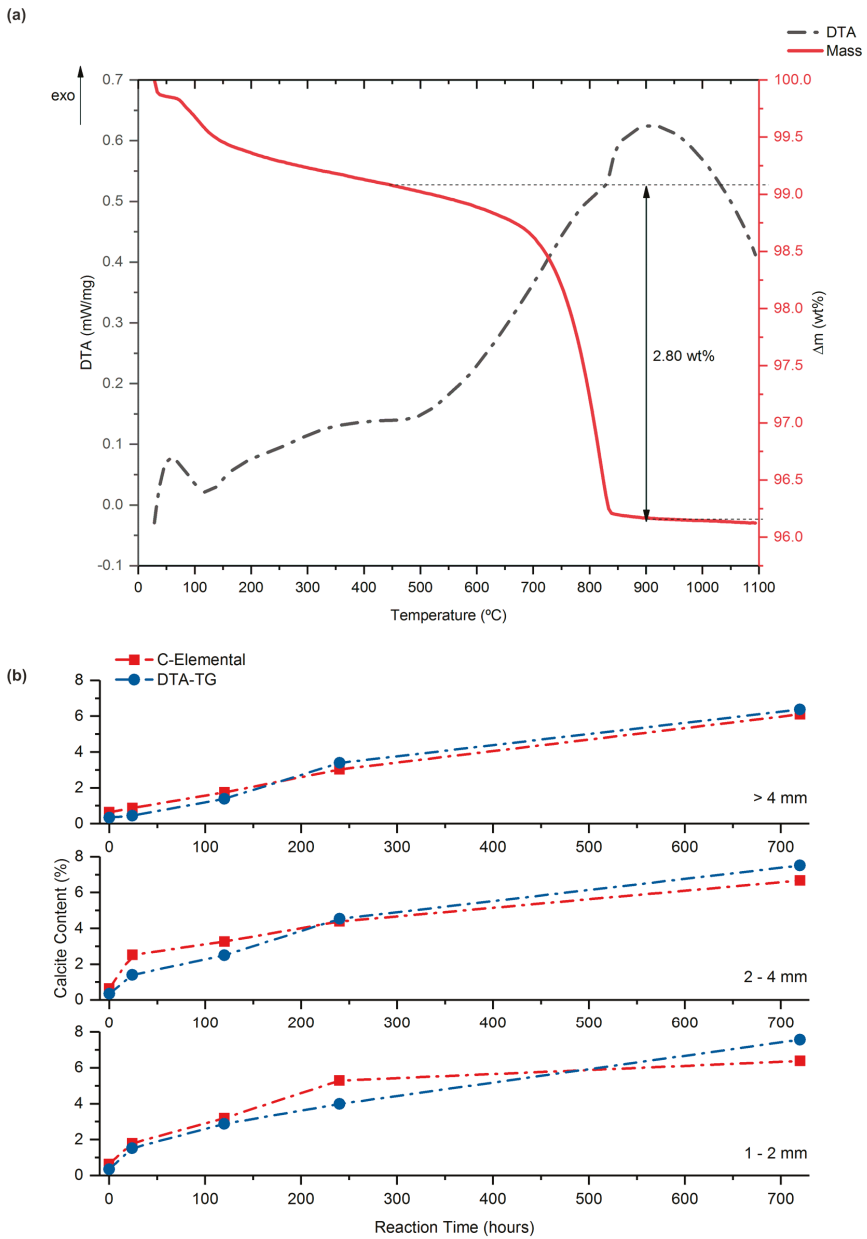 (a)
DTA
Mass
exo
0.7
0.6
0.5
0.4
0.3
0.2
0.1
0.0
-0.1
DTA (mW/mg)
100.0
99.5
99.0
98.5
98.0
97.5
97.0
96.5
96.0
Δm (wt%)
2.80 wt%
0 100 200 300 400 500 600 700 800 900 1000 1100
Temperature (ºC)
(b)
C-Elemental
DTA-TG
8
6
4
2
0
> 4 mm
0 100 200 300 400 500 600 700
8
6
4
2
0
2 - 4 mm
0 100 200 300 400 500 600 700
Calcite Content (%)
8
6
4
2
0
1 - 2 mm
0 100 200 300 400 500 600 700
Reaction Time (hours)